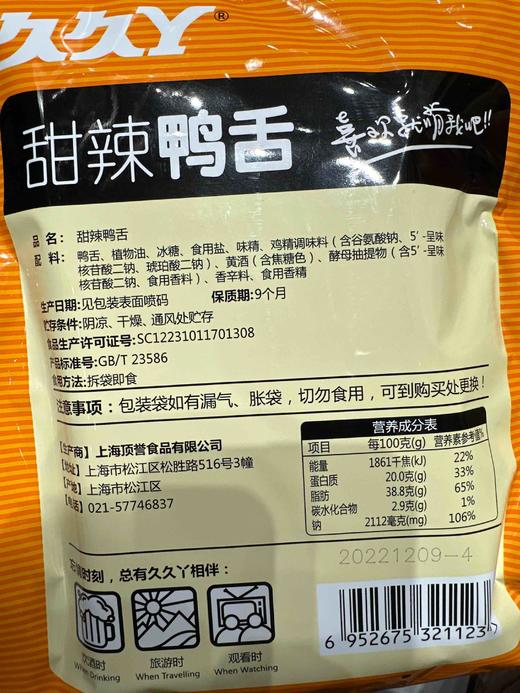 久久丫®
甜辣鸭舌
喜欢就啃我吧!!
品 名: 甜辣鸭舌
配 料: 鸭舌、植物油、冰糖、食用盐、味精、鸡精调味料（含谷氨酸钠、5′-呈味
核苷酸二钠、琥珀酸二钠）、黄酒（含焦糖色）、酵母抽提物（含5′-呈味
核苷酸二钠、食用香料）、香辛料、食用香精
生产日期:见包装表面喷码 保质期:9个月
贮存条件:阴凉、干燥、通风处贮存
食品生产许可证号:SC12231011701308
产品标准号:GB/T 23586
食用方法:拆袋即食
注意事项：包装袋如有漏气、胀袋，切勿食用，可到购买处更换！
【生产商】上海顶誉食品有限公司
【地址】上海市松江区松胜路516号3幢
【产地】上海市松江区
【电话】021-57746837
营养成分表
项目 每100克(g) 营养素参考值%
能量 1861千焦(kJ) 22%
蛋白质 20.0克(g) 33%
脂肪 38.8克(g) 65%
碳水化合物 2.9克(g) 1%
钠 2112毫克(mg) 106%
20221209-4
时刻，总有久久丫相伴：
饮酒时
When Drinking
旅游时
When Travelling
观看时
When Watching
6 952675 321123